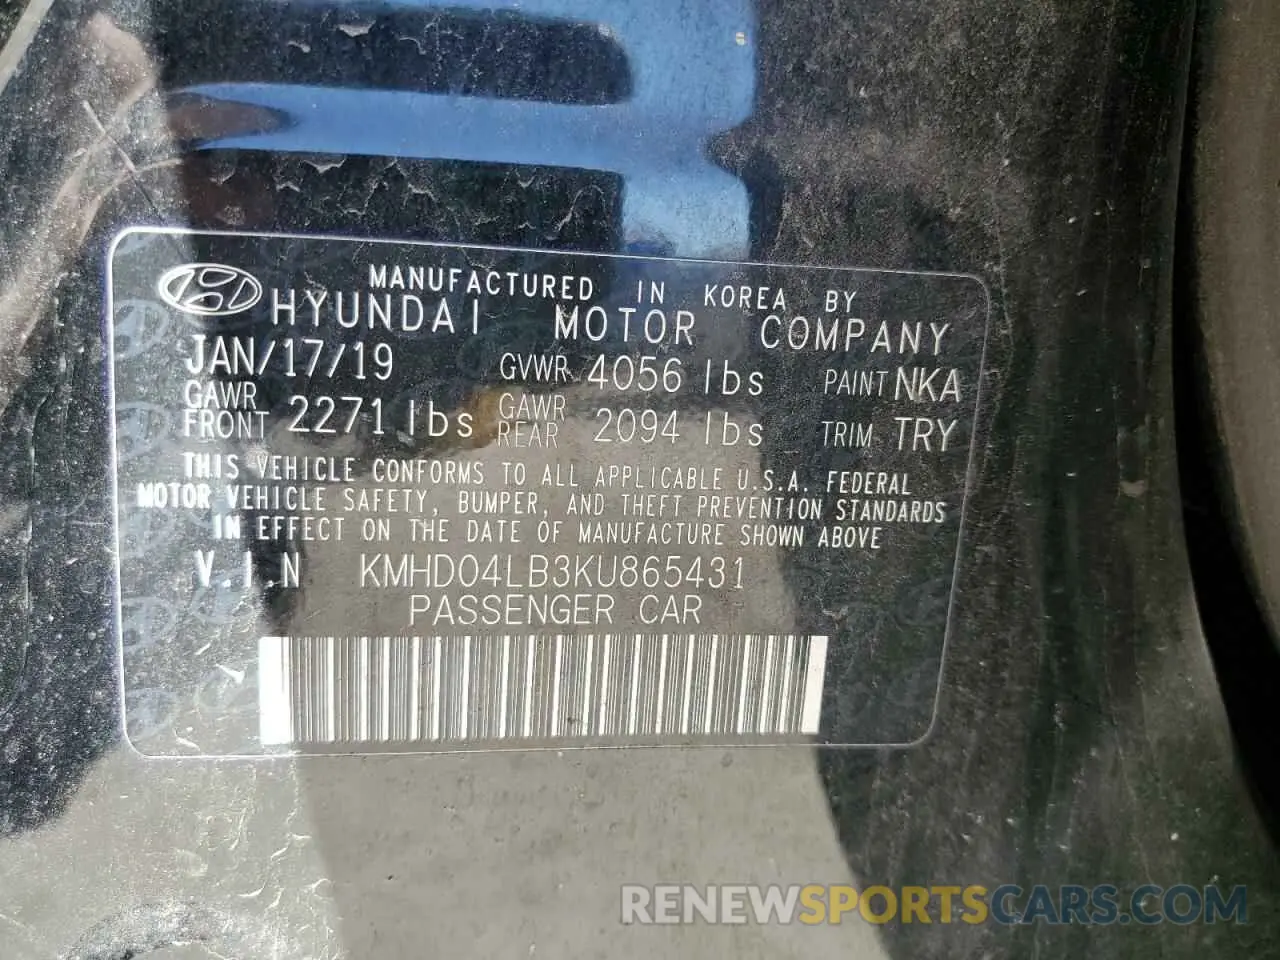 MANUFACTURED IN KOREA BY
HYUNDAI MOTOR COMPANY
JAN/17/19 GVWR 4056 lbs PAINT NKA
GAWR FRONT 2271 lbs GAWR REAR 2094 lbs TRIM TRY
THIS VEHICLE CONFORMS TO ALL APPLICABLE U.S.A. FEDERAL
MOTOR VEHICLE SAFETY, BUMPER, AND THEFT PREVENTION STANDARDS
IN EFFECT ON THE DATE OF MANUFACTURE SHOWN ABOVE
V.I.N KMHD04LB3KU865431
PASSENGER CAR
RENEWSPORTSCARS.COM